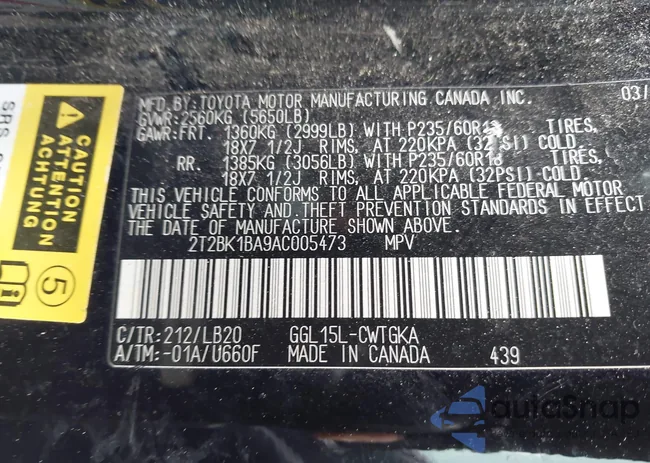 MFD. BY: TOYOTA MOTOR MANUFACTURING CANADA INC. 03/
GVWR: 2560KG (5650LB)
GAWR: FRT. 1360KG (2999LB) WITH P235/60R18 TIRES,
18X7 1/2J RIMS, AT 220KPA (32PSI) COLD.
RR. 1385KG (3056LB) WITH P235/60R18 TIRES,
18X7 1/2J RIMS, AT 220KPA (32PSI) COLD.
THIS VEHICLE CONFORMS TO ALL APPLICABLE FEDERAL MOTOR
VEHICLE SAFETY AND THEFT PREVENTION STANDARDS IN EFFECT
THE DATE OF MANUFACTURE SHOWN ABOVE.
2T2BK1BA9AC005473 MPV
C/TR: 212/LB20 GGL15L-CWTGKA
A/TM: -01A/U660F MADE IN CANADA 439
CAUTION
ATTENTION
ACHTUNG
SRS
5
autoSnap